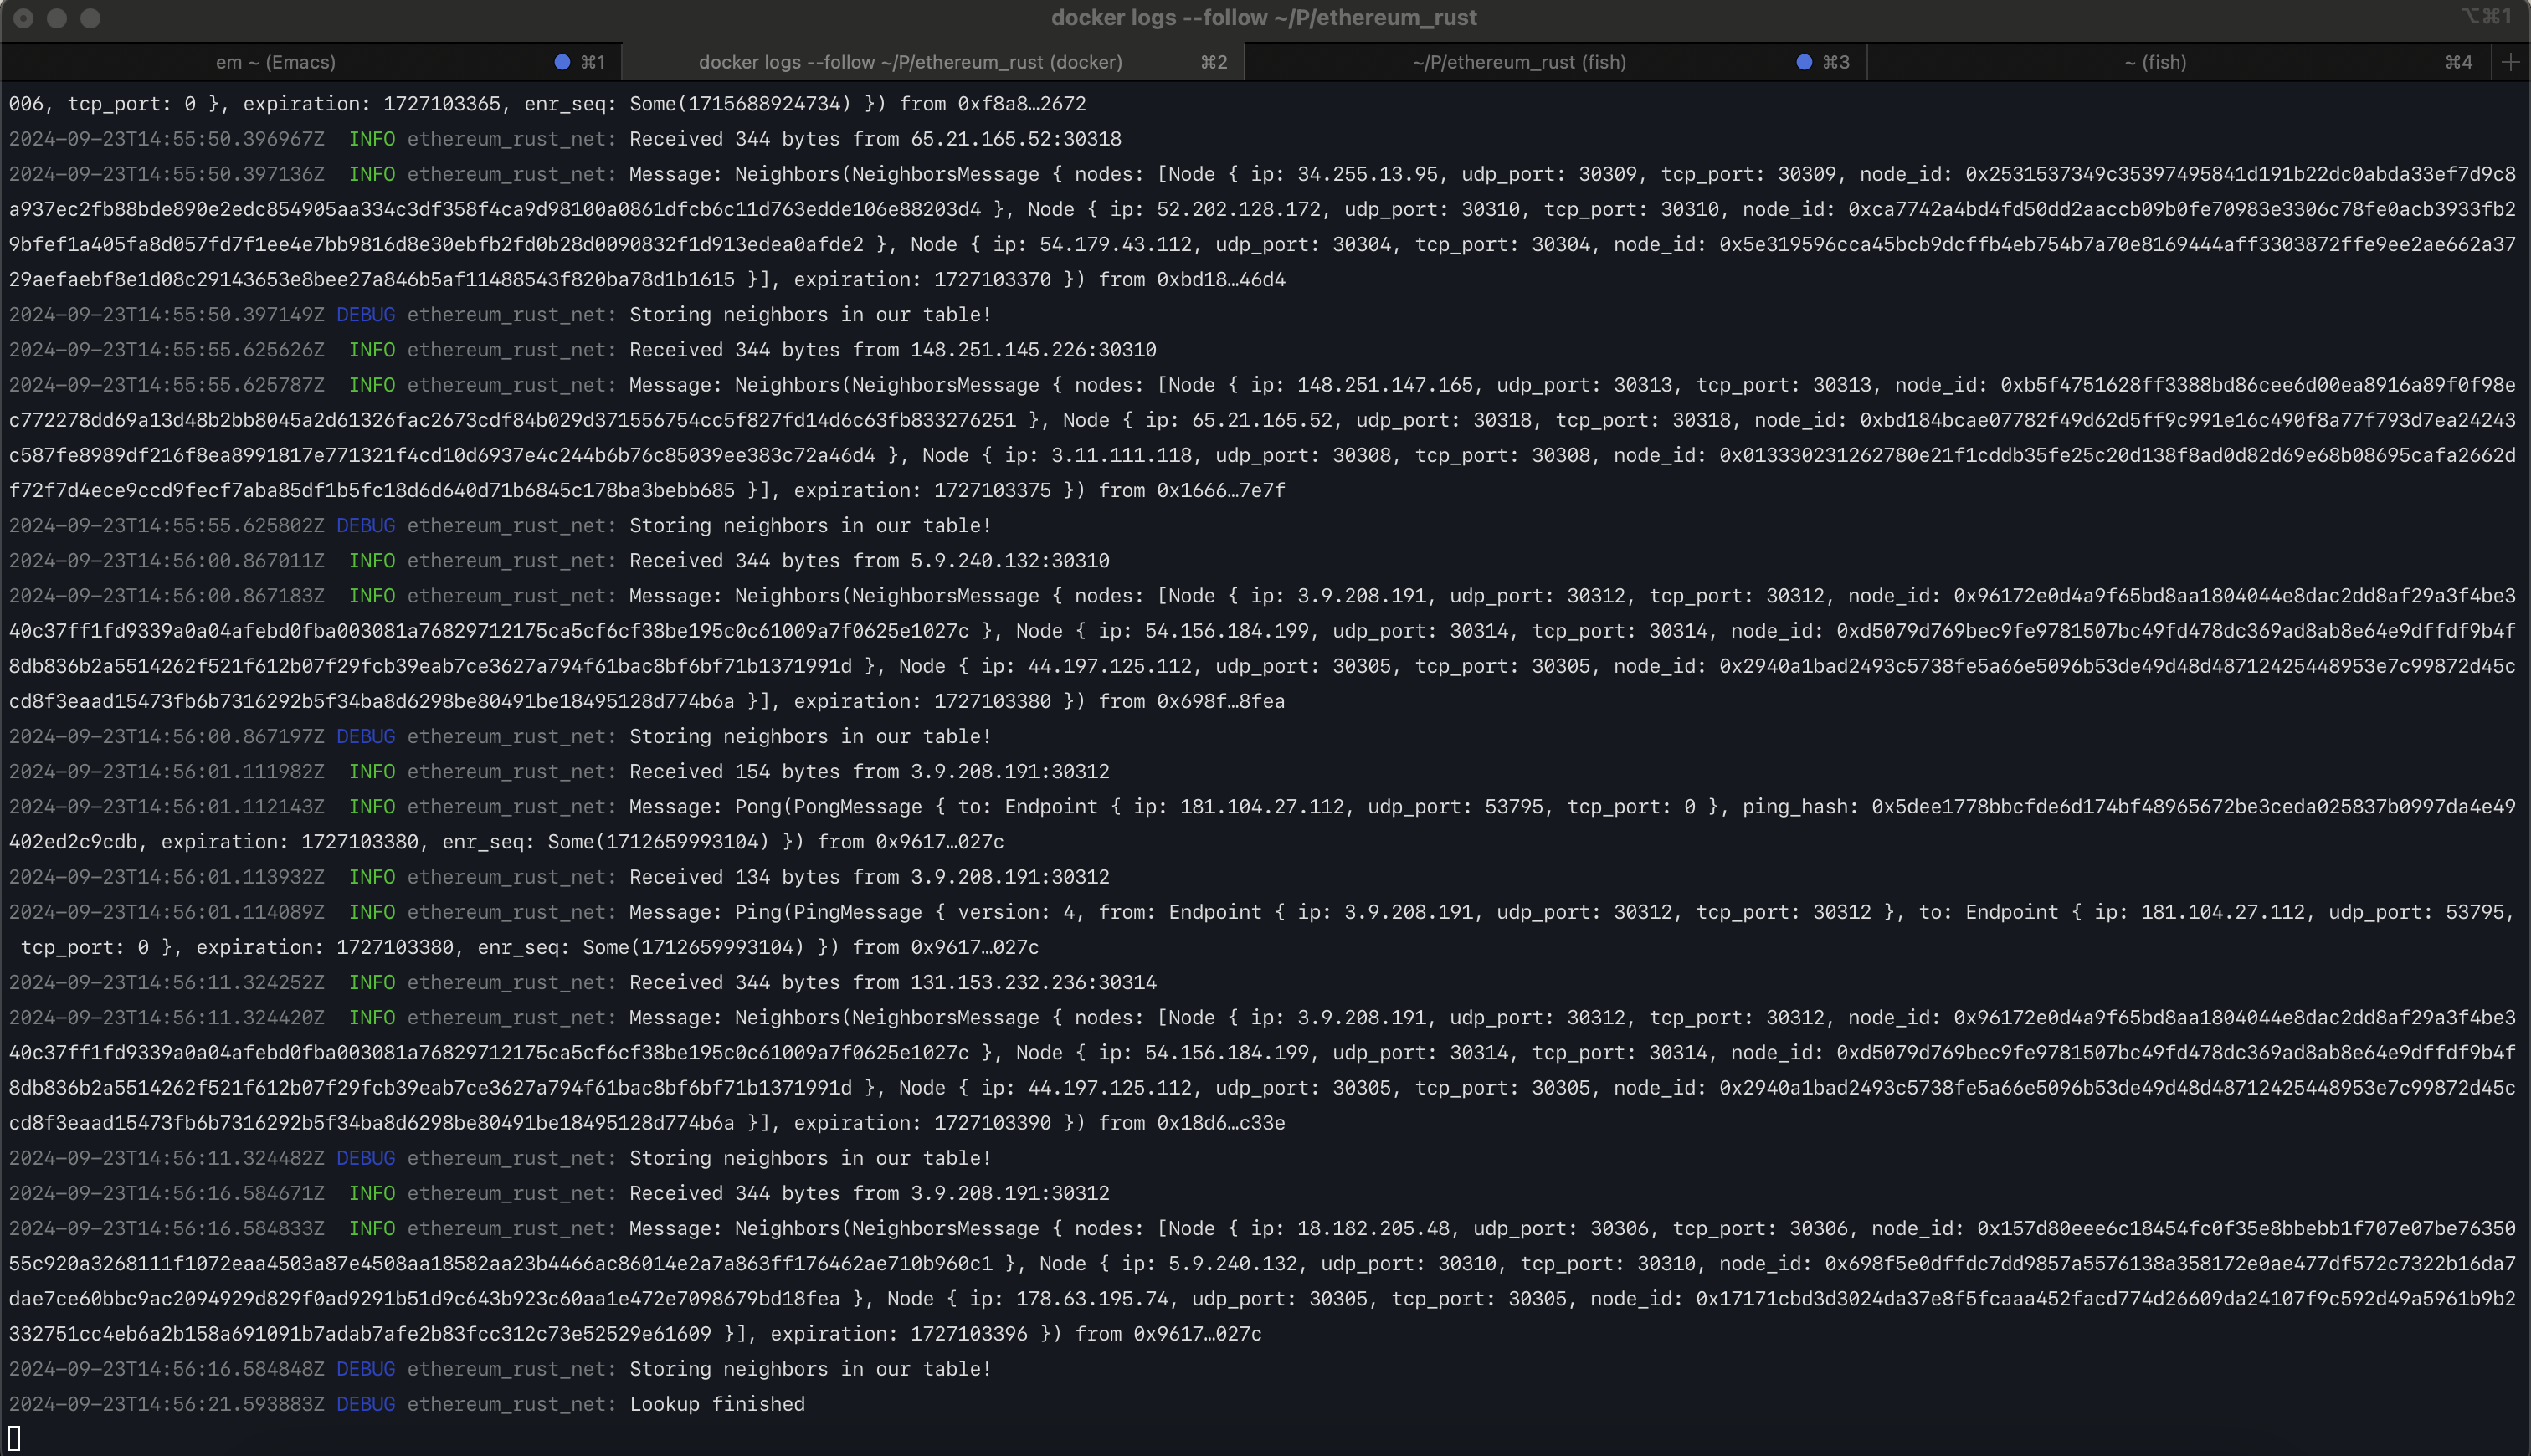 docker logs --follow ~/P/ethereum_rust ⌥⌘1
em ~ (Emacs) ⌘1 docker logs --follow ~/P/ethereum_rust (docker) ⌘2 ~/P/ethereum_rust (fish) ⌘3 ~ (fish) ⌘4 +
006, tcp_port: 0 }, expiration: 1727103365, enr_seq: Some(1715688924734) }) from 0xf8a8…2672
2024-09-23T14:55:50.396967Z  INFO ethereum_rust_net: Received 344 bytes from 65.21.165.52:30318
2024-09-23T14:55:50.397136Z  INFO ethereum_rust_net: Message: Neighbors(NeighborsMessage { nodes: [Node { ip: 34.255.13.95, udp_port: 30309, tcp_port: 30309, node_id: 0x2531537349c35397495841d191b22dc0abda33ef7d9c8
a937ec2fb88bde890e2edc854905aa334c3df358f4ca9d98100a0861dfcb6c11d763edde106e88203d4 }, Node { ip: 52.202.128.172, udp_port: 30310, tcp_port: 30310, node_id: 0xca7742a4bd4fd50dd2aaccb09b0fe70983e3306c78fe0acb3933fb2
9bfef1a405fa8d057fd7f1ee4e7bb9816d8e30ebfb2fd0b28d0090832f1d913edea0afde2 }, Node { ip: 54.179.43.112, udp_port: 30304, tcp_port: 30304, node_id: 0x5e319596cca45bcb9dcffb4eb754b7a70e8169444aff3303872ffe9ee2ae662a37
29aefaebf8e1d08c29143653e8bee27a846b5af11488543f820ba78d1b1615 }], expiration: 1727103370 }) from 0xbd18…46d4
2024-09-23T14:55:50.397149Z DEBUG ethereum_rust_net: Storing neighbors in our table!
2024-09-23T14:55:55.625626Z  INFO ethereum_rust_net: Received 344 bytes from 148.251.145.226:30310
2024-09-23T14:55:55.625787Z  INFO ethereum_rust_net: Message: Neighbors(NeighborsMessage { nodes: [Node { ip: 148.251.147.165, udp_port: 30313, tcp_port: 30313, node_id: 0xb5f4751628ff3388bd86cee6d00ea8916a89f0f98e
c772278dd69a13d48b2bb8045a2d61326fac2673cdf84b029d371556754cc5f827fd14d6c63fb833276251 }, Node { ip: 65.21.165.52, udp_port: 30318, tcp_port: 30318, node_id: 0xbd184bcae07782f49d62d5ff9c991e16c490f8a77f793d7ea24243
c587fe8989df216f8ea8991817e771321f4cd10d6937e4c244b6b76c85039ee383c72a46d4 }, Node { ip: 3.11.111.118, udp_port: 30308, tcp_port: 30308, node_id: 0x013330231262780e21f1cddb35fe25c20d138f8ad0d82d69e68b08695cafa2662d
f72f7d4ece9ccd9fecf7aba85df1b5fc18d6d640d71b6845c178ba3bebb685 }], expiration: 1727103375 }) from 0x1666…7e7f
2024-09-23T14:55:55.625802Z DEBUG ethereum_rust_net: Storing neighbors in our table!
2024-09-23T14:56:00.867011Z  INFO ethereum_rust_net: Received 344 bytes from 5.9.240.132:30310
2024-09-23T14:56:00.867183Z  INFO ethereum_rust_net: Message: Neighbors(NeighborsMessage { nodes: [Node { ip: 3.9.208.191, udp_port: 30312, tcp_port: 30312, node_id: 0x96172e0d4a9f65bd8aa1804044e8dac2dd8af29a3f4be3
40c37ff1fd9339a0a04afebd0fba003081a76829712175ca5cf6cf38be195c0c61009a7f0625e1027c }, Node { ip: 54.156.184.199, udp_port: 30314, tcp_port: 30314, node_id: 0xd5079d769bec9fe9781507bc49fd478dc369ad8ab8e64e9dffdf9b4f
8db836b2a5514262f521f612b07f29fcb39eab7ce3627a794f61bac8bf6bf71b1371991d }, Node { ip: 44.197.125.112, udp_port: 30305, tcp_port: 30305, node_id: 0x2940a1bad2493c5738fe5a66e5096b53de49d48d48712425448953e7c99872d45c
cd8f3eaad15473fb6b7316292b5f34ba8d6298be80491be18495128d774b6a }], expiration: 1727103380 }) from 0x698f…8fea
2024-09-23T14:56:00.867197Z DEBUG ethereum_rust_net: Storing neighbors in our table!
2024-09-23T14:56:01.111982Z  INFO ethereum_rust_net: Received 154 bytes from 3.9.208.191:30312
2024-09-23T14:56:01.112143Z  INFO ethereum_rust_net: Message: Pong(PongMessage { to: Endpoint { ip: 181.104.27.112, udp_port: 53795, tcp_port: 0 }, ping_hash: 0x5dee1778bbcfde6d174bf48965672be3ceda025837b0997da4e49
402ed2c9cdb, expiration: 1727103380, enr_seq: Some(1712659993104) }) from 0x9617…027c
2024-09-23T14:56:01.113932Z  INFO ethereum_rust_net: Received 134 bytes from 3.9.208.191:30312
2024-09-23T14:56:01.114089Z  INFO ethereum_rust_net: Message: Ping(PingMessage { version: 4, from: Endpoint { ip: 3.9.208.191, udp_port: 30312, tcp_port: 30312 }, to: Endpoint { ip: 181.104.27.112, udp_port: 53795,
 tcp_port: 0 }, expiration: 1727103380, enr_seq: Some(1712659993104) }) from 0x9617…027c
2024-09-23T14:56:11.324252Z  INFO ethereum_rust_net: Received 344 bytes from 131.153.232.236:30314
2024-09-23T14:56:11.324420Z  INFO ethereum_rust_net: Message: Neighbors(NeighborsMessage { nodes: [Node { ip: 3.9.208.191, udp_port: 30312, tcp_port: 30312, node_id: 0x96172e0d4a9f65bd8aa1804044e8dac2dd8af29a3f4be3
40c37ff1fd9339a0a04afebd0fba003081a76829712175ca5cf6cf38be195c0c61009a7f0625e1027c }, Node { ip: 54.156.184.199, udp_port: 30314, tcp_port: 30314, node_id: 0xd5079d769bec9fe9781507bc49fd478dc369ad8ab8e64e9dffdf9b4f
8db836b2a5514262f521f612b07f29fcb39eab7ce3627a794f61bac8bf6bf71b1371991d }, Node { ip: 44.197.125.112, udp_port: 30305, tcp_port: 30305, node_id: 0x2940a1bad2493c5738fe5a66e5096b53de49d48d48712425448953e7c99872d45c
cd8f3eaad15473fb6b7316292b5f34ba8d6298be80491be18495128d774b6a }], expiration: 1727103390 }) from 0x18d6…c33e
2024-09-23T14:56:11.324482Z DEBUG ethereum_rust_net: Storing neighbors in our table!
2024-09-23T14:56:16.584671Z  INFO ethereum_rust_net: Received 344 bytes from 3.9.208.191:30312
2024-09-23T14:56:16.584833Z  INFO ethereum_rust_net: Message: Neighbors(NeighborsMessage { nodes: [Node { ip: 18.182.205.48, udp_port: 30306, tcp_port: 30306, node_id: 0x157d80eee6c18454fc0f35e8bbebb1f707e07be76350
55c920a3268111f1072eaa4503a87e4508aa18582aa23b4466ac86014e2a7a863ff176462ae710b960c1 }, Node { ip: 5.9.240.132, udp_port: 30310, tcp_port: 30310, node_id: 0x698f5e0dffdc7dd9857a5576138a358172e0ae477df572c7322b16da7
dae7ce60bbc9ac2094929d829f0ad9291b51d9c643b923c60aa1e472e7098679bd18fea }, Node { ip: 178.63.195.74, udp_port: 30305, tcp_port: 30305, node_id: 0x17171cbd3d3024da37e8f5fcaaa452facd774d26609da24107f9c592d49a5961b9b2
332751cc4eb6a2b158a691091b7adab7afe2b83fcc312c73e52529e61609 }], expiration: 1727103396 }) from 0x9617…027c
2024-09-23T14:56:16.584848Z DEBUG ethereum_rust_net: Storing neighbors in our table!
2024-09-23T14:56:21.593883Z DEBUG ethereum_rust_net: Lookup finished